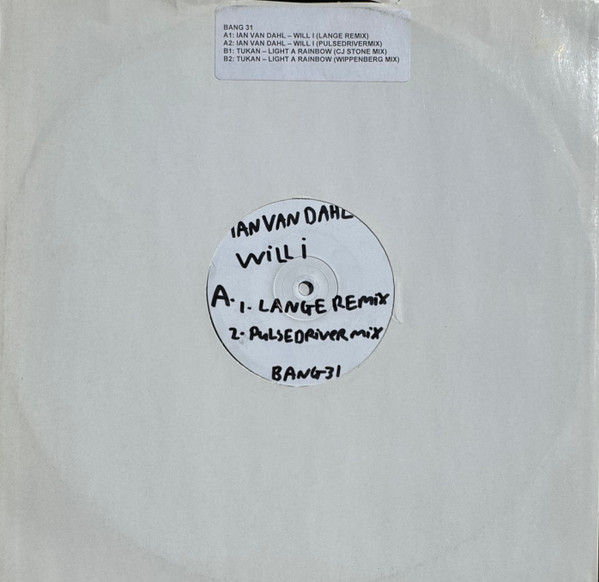 BANG 31
A1: IAN VAN DAHL – WILL I (LANGE REMIX)
A2: IAN VAN DAHL – WILL I (PULSEDRIVERMIX)
B1: TUKAN – LIGHT A RAINBOW (CJ STONE MIX)
B2: TUKAN – LIGHT A RAINBOW (WIPPENBERG MIX)
IAN VAN DAHL
WiLL i
A. 1. LANGE REMiX
2. PULSEDRiVER MiX
BANG31